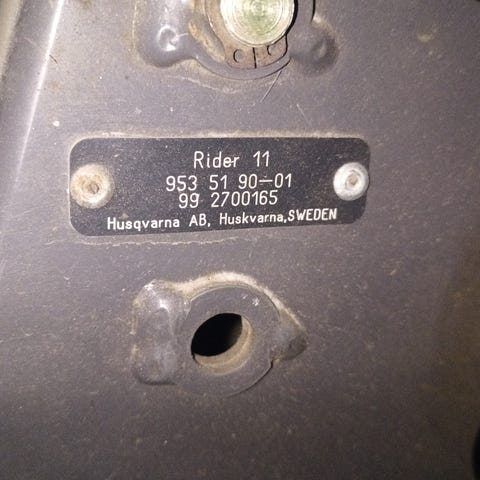 Rider 11
953 51 90-01
99 2700165
Husqvarna AB, Huskvarna,SWEDEN